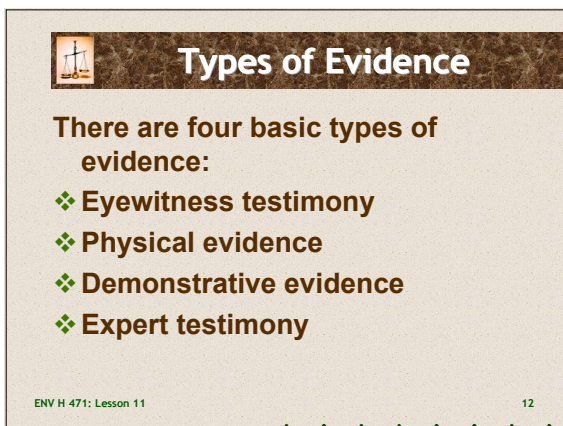 Types of Evidence
There are four basic types of
evidence:
❖ Eyewitness testimony
❖ Physical evidence
❖ Demonstrative evidence
❖ Expert testimony
ENV H 471: Lesson 11
12